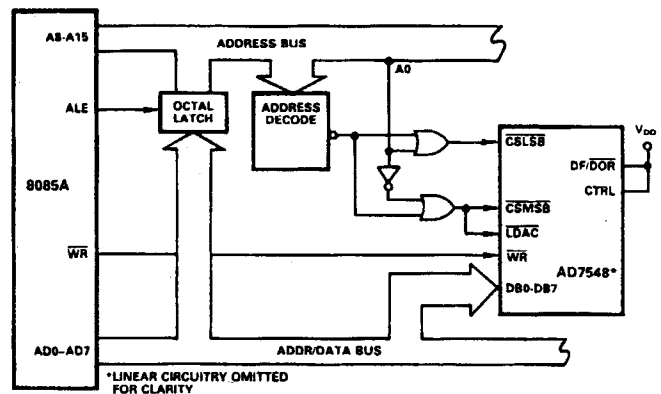 A8-A15
ADDRESS BUS
A0
ALE
OCTAL
LATCH
ADDRESS
DECODE
8085A
CSLSB
VDD
DF/DOR
CTRL
CSMSB
LDAC
WR
WR
AD7548*
DB0-DB7
AD0–AD7
ADDR/DATA BUS
*LINEAR CIRCUITRY OMITTED
FOR CLARITY